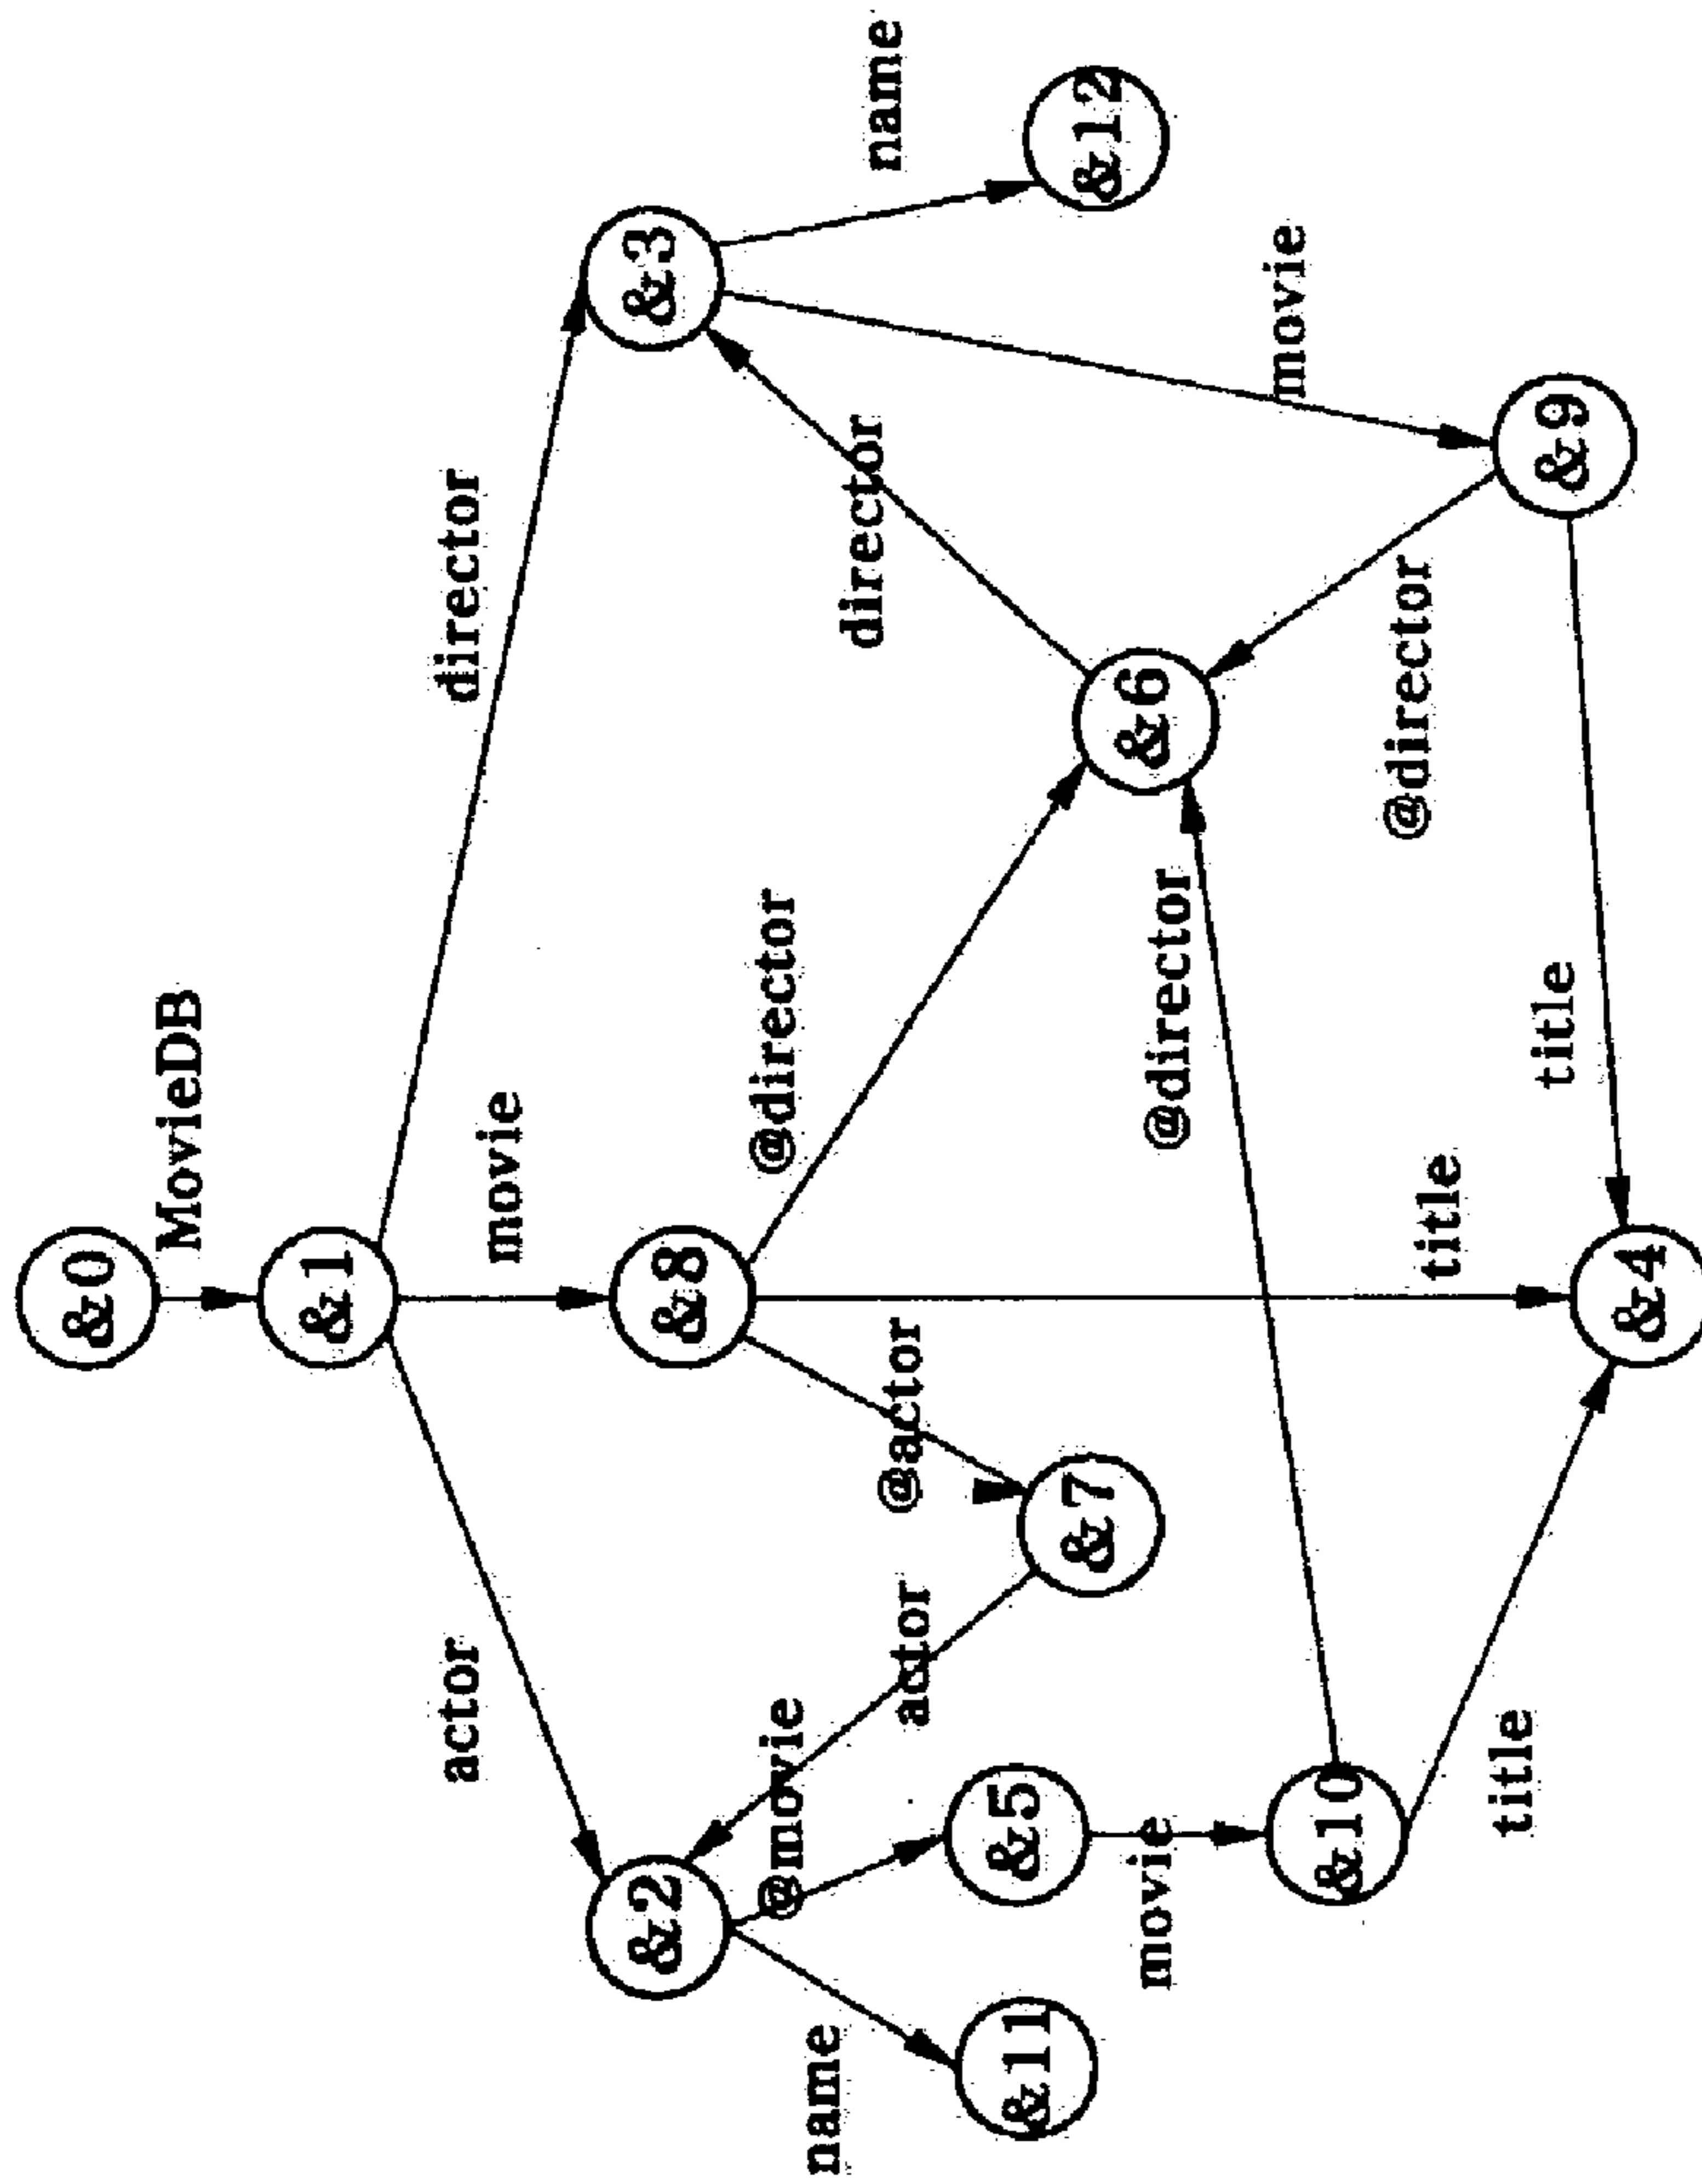 &0
MovieDB
&1
actor
movie
director
&2
&8
&3
name
@movie
actor
@actor
@director
director
name
&11
&5
&7
&6
&12
movie
@director
@director
movie
&10
&9
title
title
title
&4